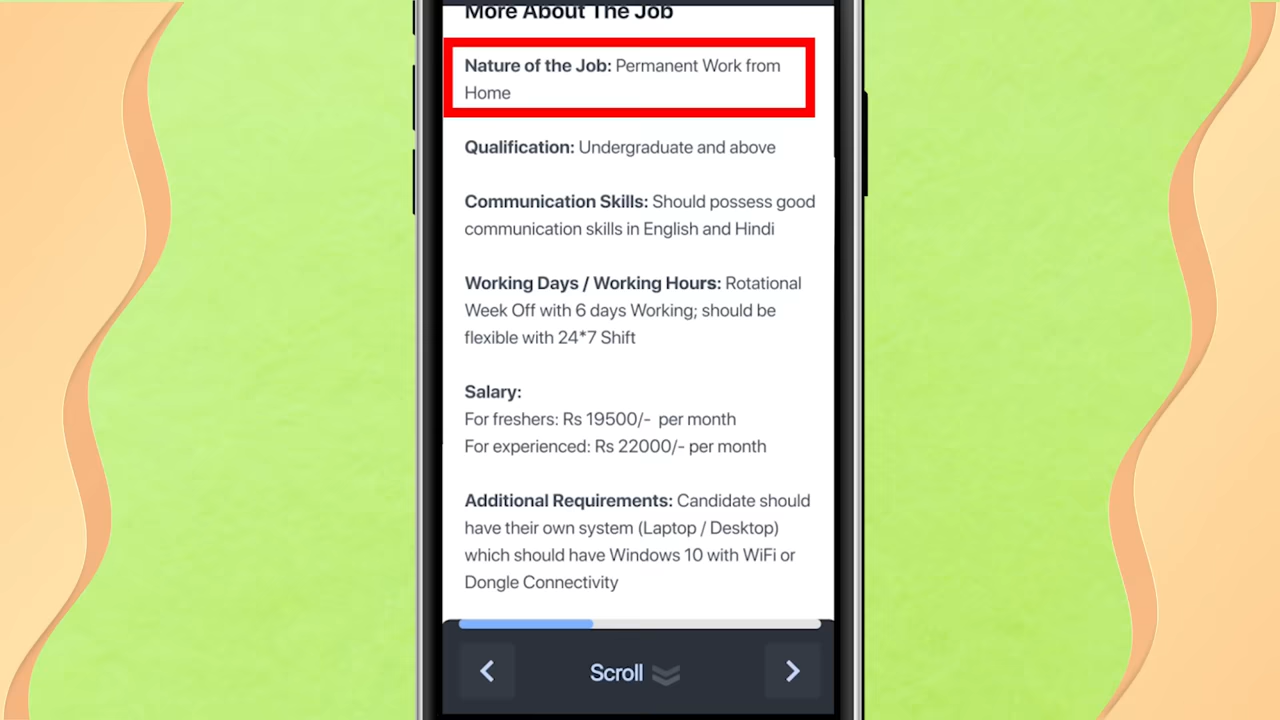 More About The Job
Nature of the Job: Permanent Work from
Home
Qualification: Undergraduate and above
Communication Skills: Should possess good
communication skills in English and Hindi
Working Days / Working Hours: Rotational
Week Off with 6 days Working; should be
flexible with 24*7 Shift
Salary:
For freshers: Rs 19500/-  per month
For experienced: Rs 22000/- per month
Additional Requirements: Candidate should
have their own system (Laptop / Desktop)
which should have Windows 10 with WiFi or
Dongle Connectivity
Scroll